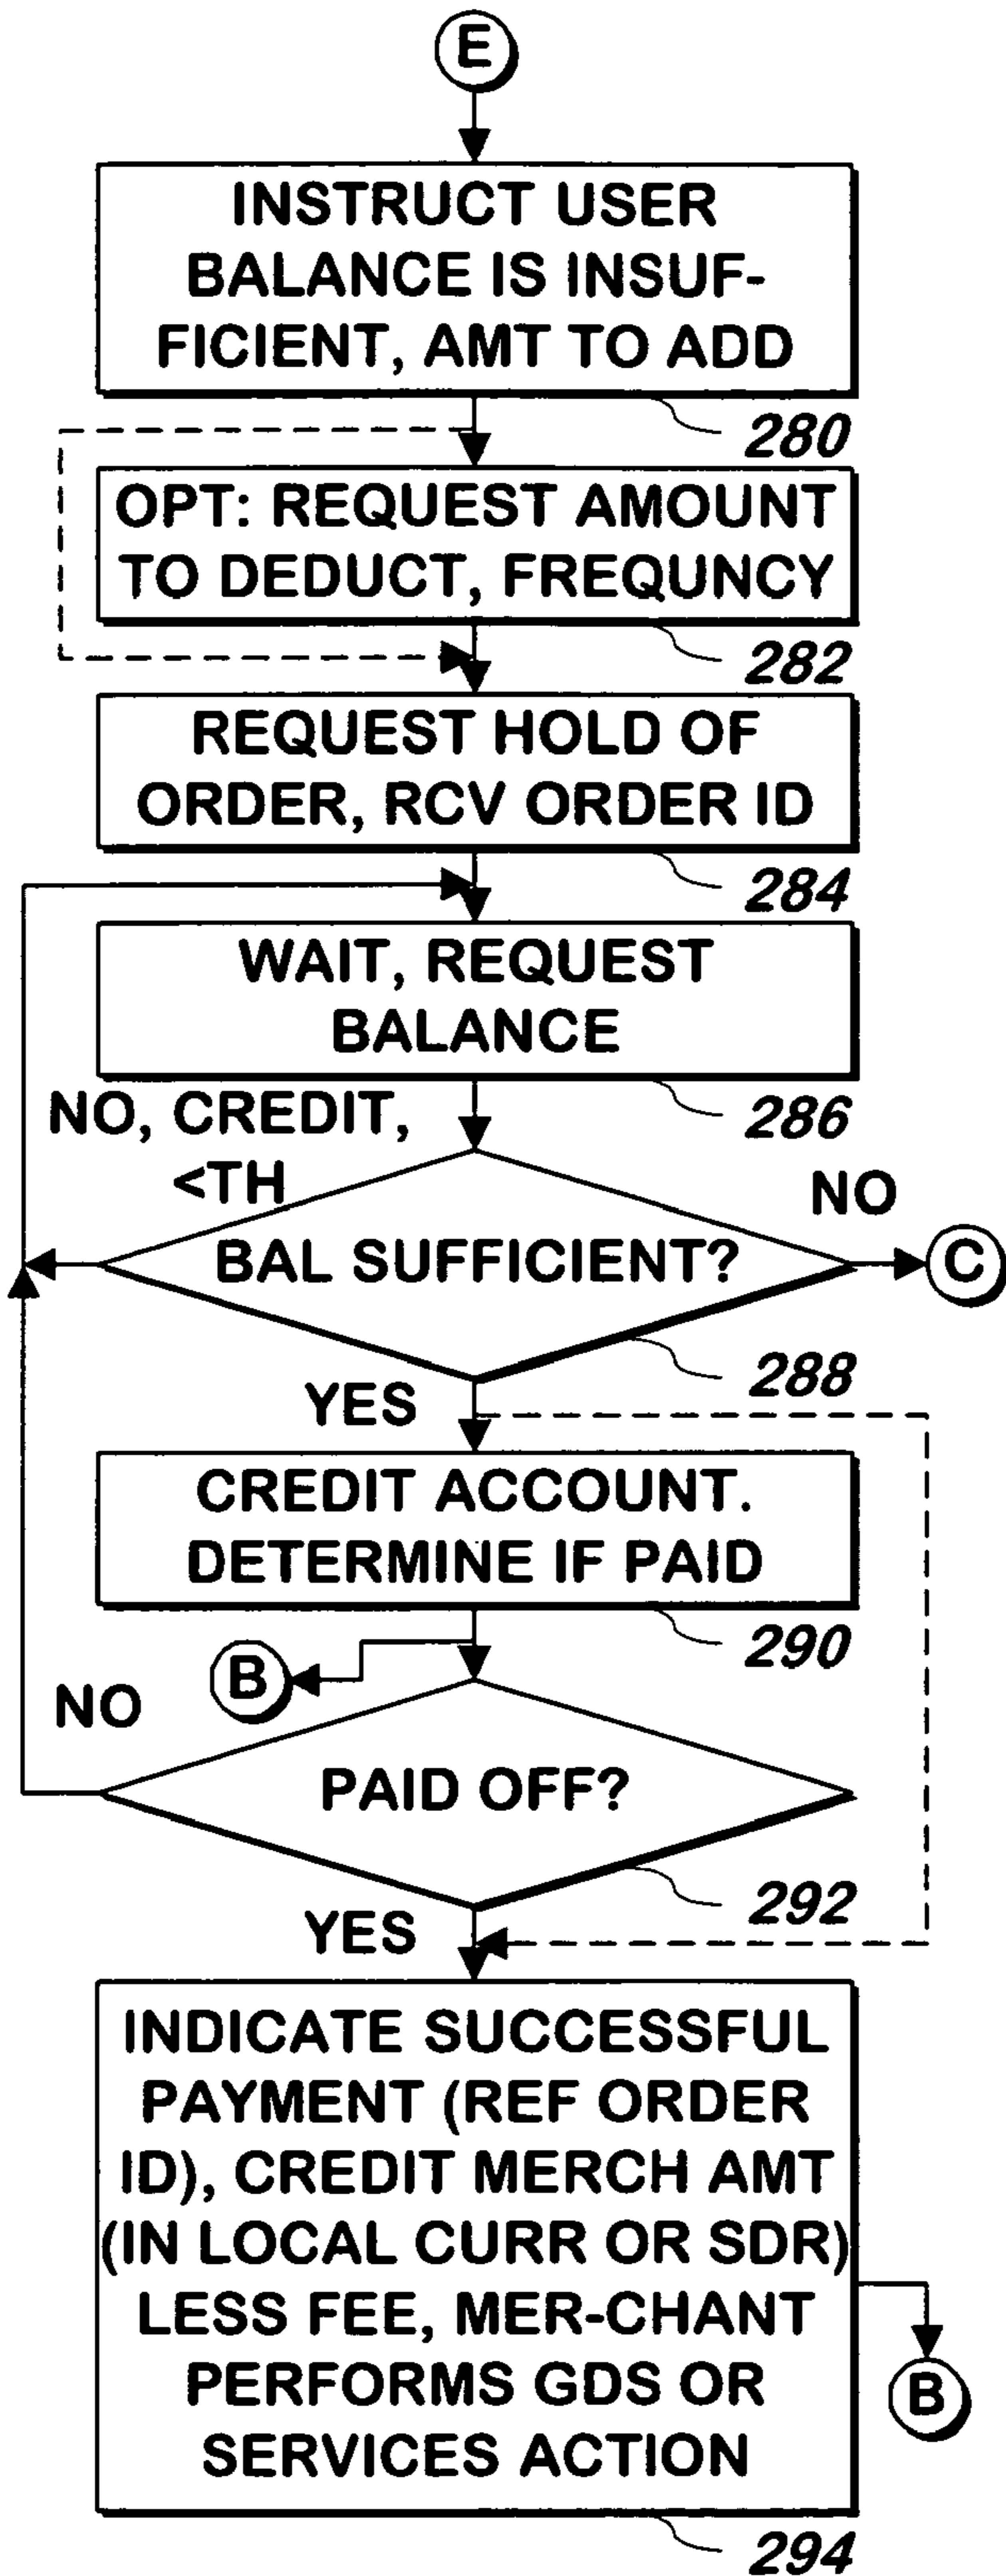 E
INSTRUCT USER
BALANCE IS INSUF-
FICIENT, AMT TO ADD
280
OPT: REQUEST AMOUNT
TO DEDUCT, FREQUNCY
282
REQUEST HOLD OF
ORDER, RCV ORDER ID
284
WAIT, REQUEST
BALANCE
286
NO, CREDIT,
<TH
NO
BAL SUFFICIENT?
C
288
YES
CREDIT ACCOUNT.
DETERMINE IF PAID
290
B
NO
PAID OFF?
292
YES
INDICATE SUCCESSFUL
PAYMENT (REF ORDER
ID), CREDIT MERCH AMT
(IN LOCAL CURR OR SDR)
LESS FEE, MER-CHANT
PERFORMS GDS OR
SERVICES ACTION
B
294